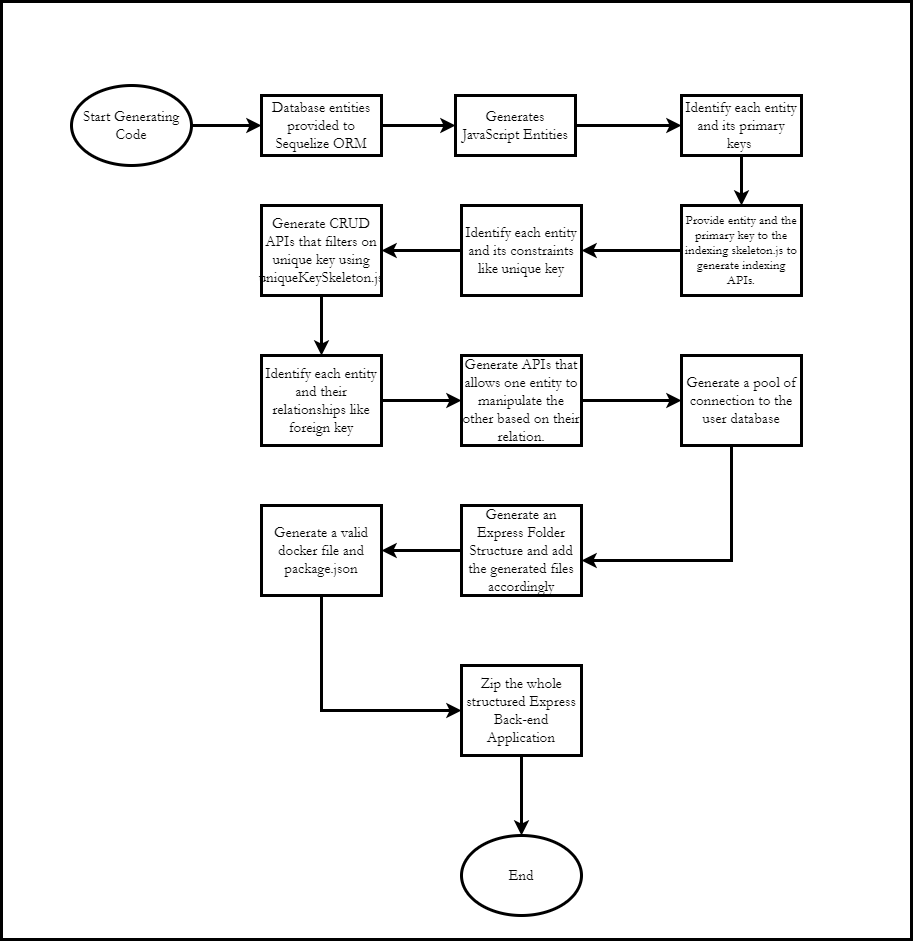 Start Generating
Code
Database entities
provided to
Sequelize ORM
Generates
JavaScript Entities
Identify each entity
and its primary
keys
Provide entity and the
primary key to the
indexing skeleton.js to
generate indexing
APIs.
Identify each entity
and its constraints
like unique key
Generate CRUD
APIs that filters on
unique key using
uniqueKeySkeleton.js
Identify each entity
and their
relationships like
foreign key
Generate APIs that
allows one entity to
manipulate the
other based on their
relation.
Generate a pool of
connection to the
user database
Generate an
Express Folder
Structure and add
the generated files
accordingly
Generate a valid
docker file and
package.json
Zip the whole
structured Express
Back-end
Application
End